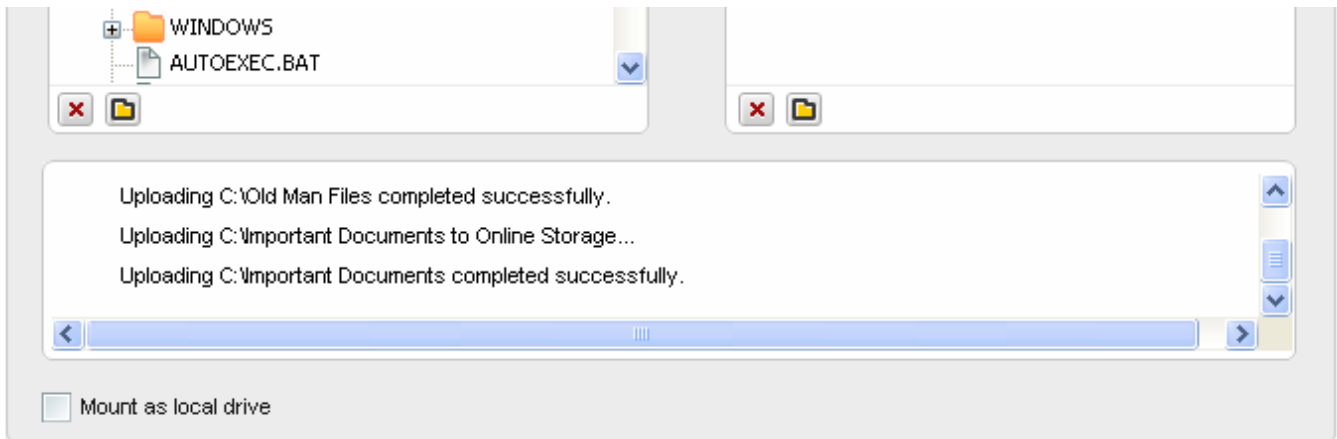 WINDOWS
AUTOEXEC.BAT
Uploading C:\Old Man Files completed successfully.
Uploading C:\Important Documents to Online Storage...
Uploading C:\Important Documents completed successfully.
Mount as local drive